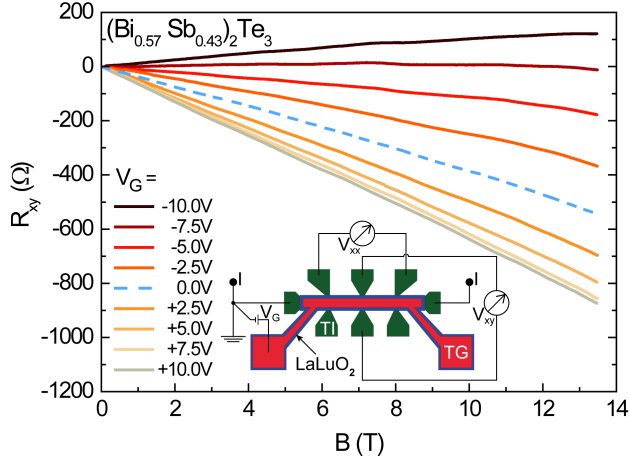 (Bi0.57 Sb0.43)2Te3
200
0
-200
-400
-600
-800
-1000
-1200
Rxy (Ω)
VG =
-10.0V
-7.5V
-5.0V
-2.5V
0.0V
+2.5V
+5.0V
+7.5V
+10.0V
Vxx
I
I
VG
Vxy
TI
LaLuO2
TG
0 2 4 6 8 10 12 14
B (T)